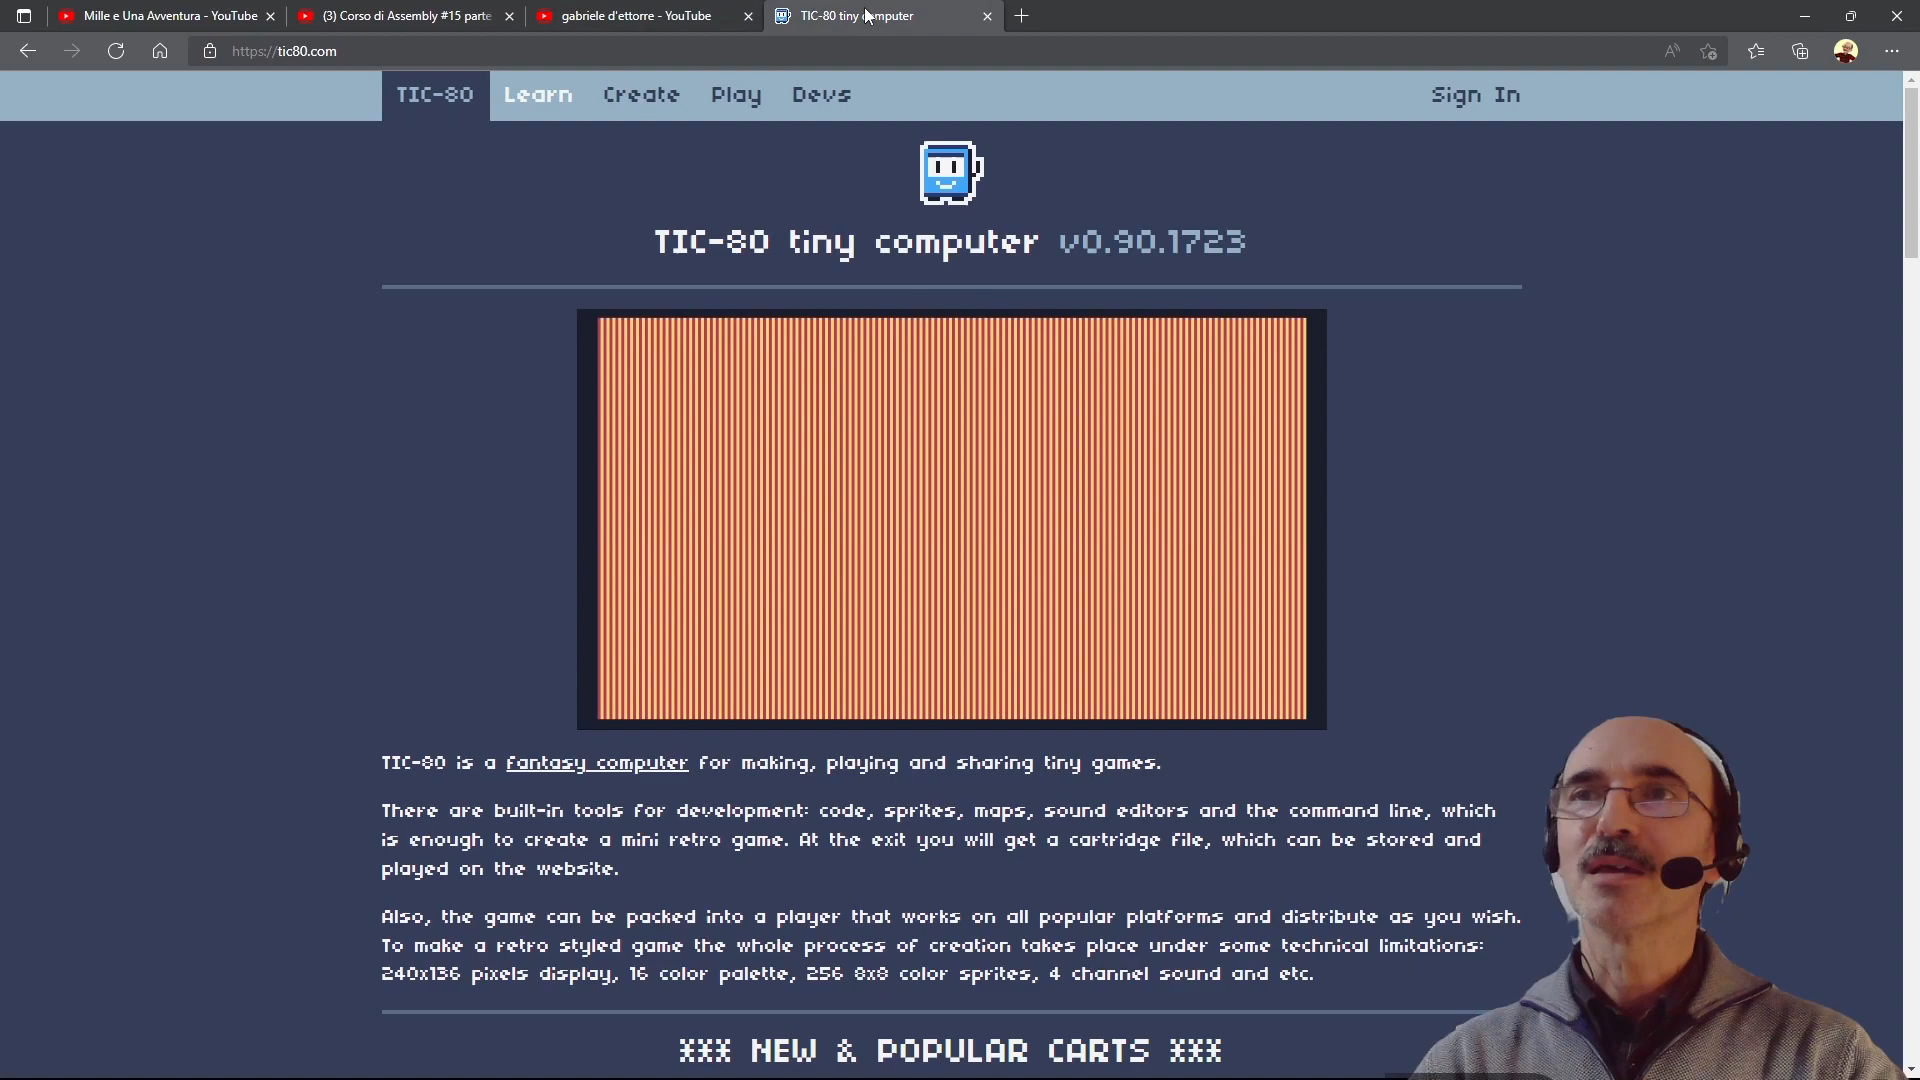 Mille e Una Avventura - YouTube
(3) Corso di Assembly #15 parte
gabriele d'ettorre - YouTube
TIC-80 tiny computer
https://tic80.com
TIC-80 Learn Create Play Devs Sign In
TIC-80 tiny computer v0.90.1723
TIC-80 is a fantasy computer for making, playing and sharing tiny games.
There are built-in tools for development: code, sprites, maps, sound editors and the command line, which
is enough to create a mini retro game. At the exit you will get a cartridge file, which can be stored and
played on the website.
Also, the game can be packed into a player that works on all popular platforms and distribute as you wish.
To make a retro styled game the whole process of creation takes place under some technical limitations:
240x136 pixels display, 16 color palette, 256 8x8 color sprites, 4 channel sound and etc.
NEW & POPULAR CARTS